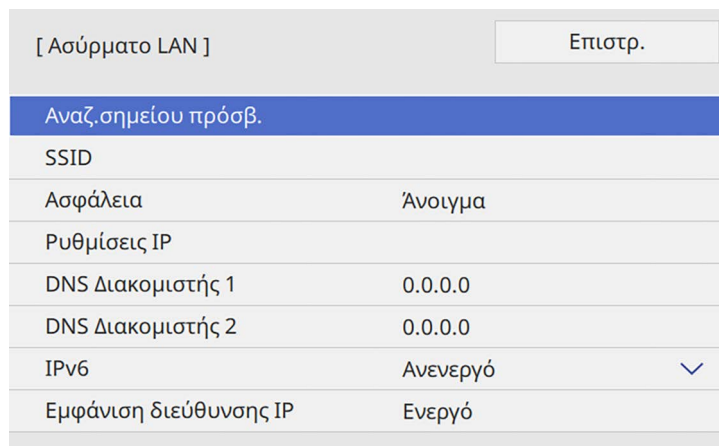 [ Ασύρματο LAN ] Επιστρ.
Αναζ.σημείου πρόσβ.
SSID
Ασφάλεια Άνοιγμα
Ρυθμίσεις IP
DNS Διακομιστής 1 0.0.0.0
DNS Διακομιστής 2 0.0.0.0
IPv6 Ανενεργό
Εμφάνιση διεύθυνσης IP Ενεργό